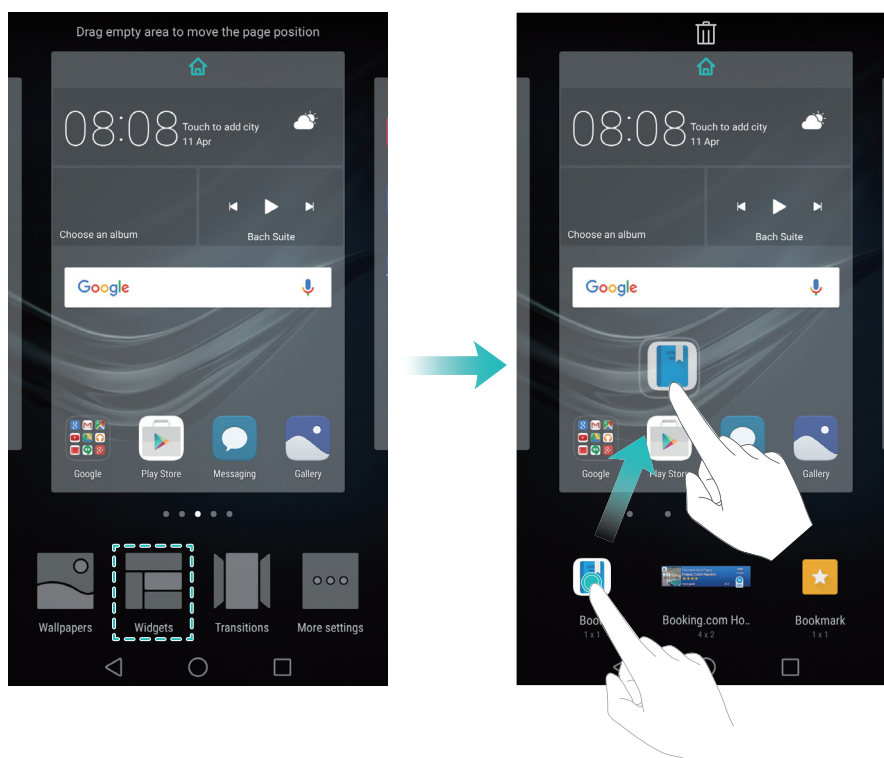 Drag empty area to move the page position
08:08
Touch to add city
11 Apr
Choose an album
Bach Suite
Google
Google
Play Store
Messaging
Gallery
Wallpapers
Widgets
Transitions
More settings
08:08
Touch to add city
11 Apr
Choose an album
Bach Suite
Google
Google
Play Store
Gallery
Booking.com Ho..
Bookmark
1 x 1
4 x 2
1 x 1